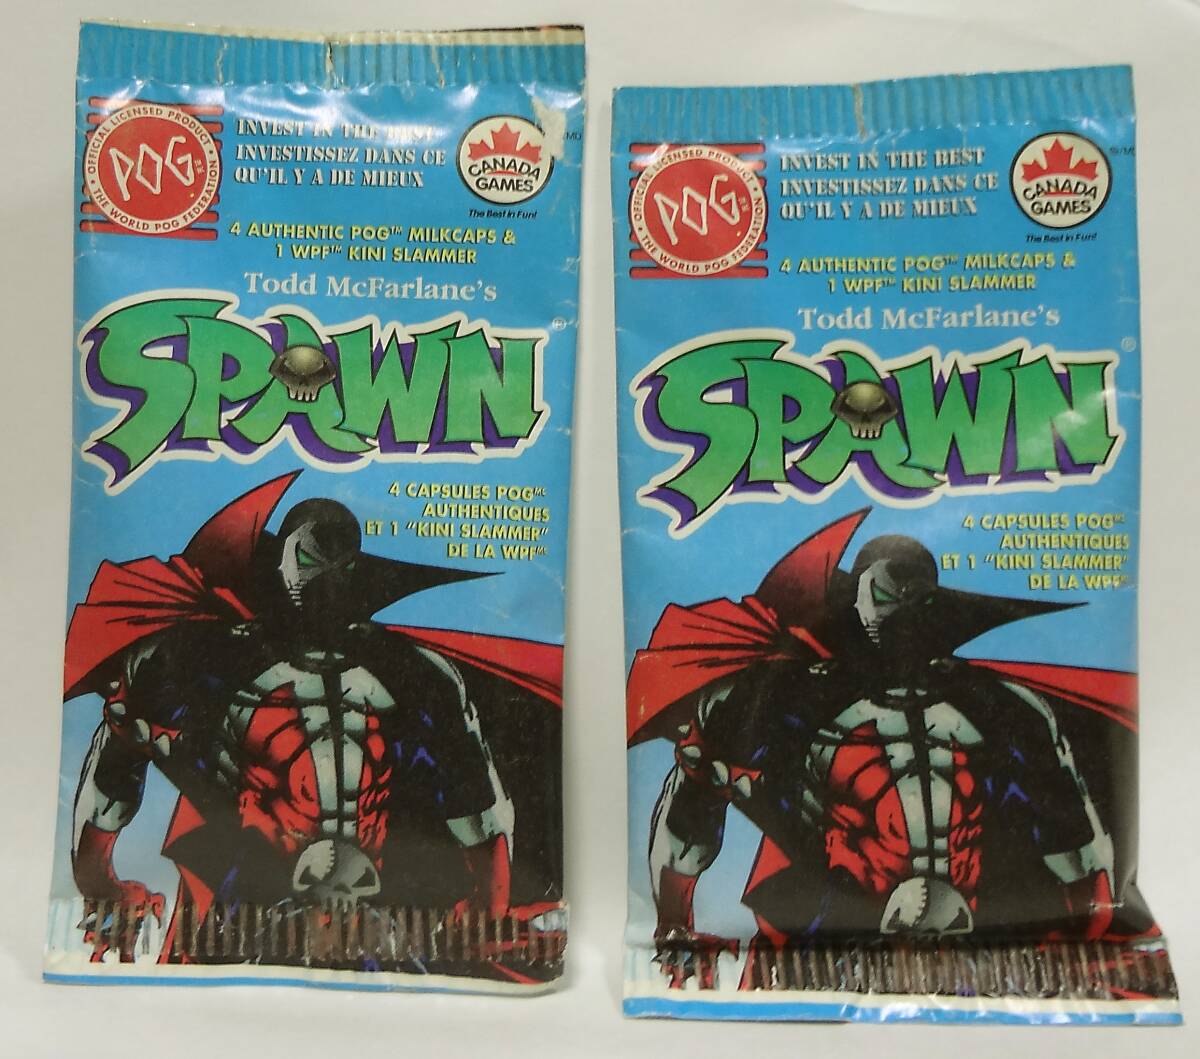 OFFICIAL LICENSED PRODUCT
POG
THE WORLD POG FEDERATION
INVEST IN THE BEST
INVESTISSEZ DANS CE
QU'IL Y A DE MIEUX
CANADA
GAMES
The Best in Fun!
4 AUTHENTIC POG™ MILKCAPS &
1 WPF™ KINI SLAMMER
Todd McFarlane's
SPAWN®
4 CAPSULES POG MC
AUTHENTIQUES
ET 1 "KINI SLAMMER"
DE LA WPF MC
OFFICIAL LICENSED PRODUCT
POG
THE WORLD POG FEDERATION
INVEST IN THE BEST
INVESTISSEZ DANS CE
QU'IL Y A DE MIEUX
CANADA
GAMES
The Best in Fun!
4 AUTHENTIC POG™ MILKCAPS &
1 WPF™ KINI SLAMMER
Todd McFarlane's
SPAWN®
4 CAPSULES POG MC
AUTHENTIQUES
ET 1 "KINI SLAMMER"
DE LA WPF MC